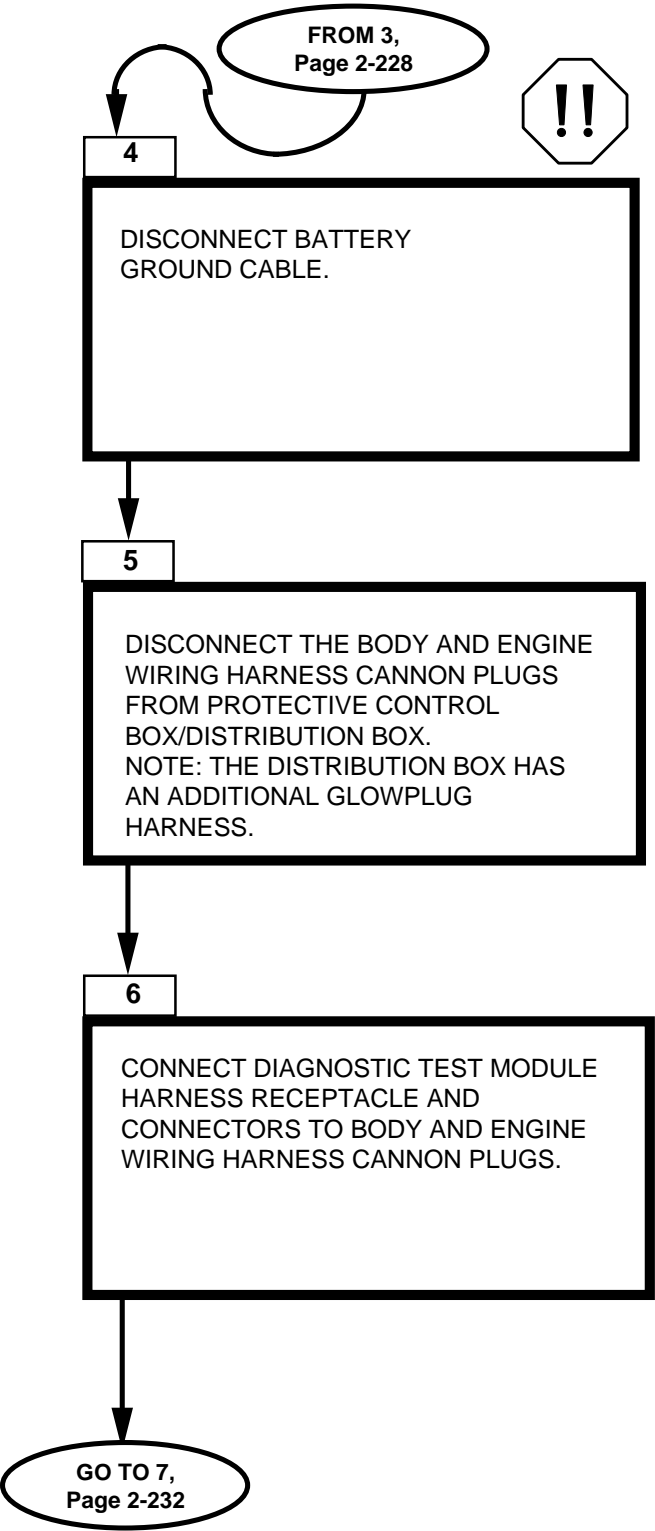 FROM 3,
Page 2-228
!!
4
DISCONNECT BATTERY
GROUND CABLE.
5
DISCONNECT THE BODY AND ENGINE
WIRING HARNESS CANNON PLUGS
FROM PROTECTIVE CONTROL
BOX/DISTRIBUTION BOX.
NOTE: THE DISTRIBUTION BOX HAS
AN ADDITIONAL GLOWPLUG
HARNESS.
6
CONNECT DIAGNOSTIC TEST MODULE
HARNESS RECEPTACLE AND
CONNECTORS TO BODY AND ENGINE
WIRING HARNESS CANNON PLUGS.
GO TO 7,
Page 2-232